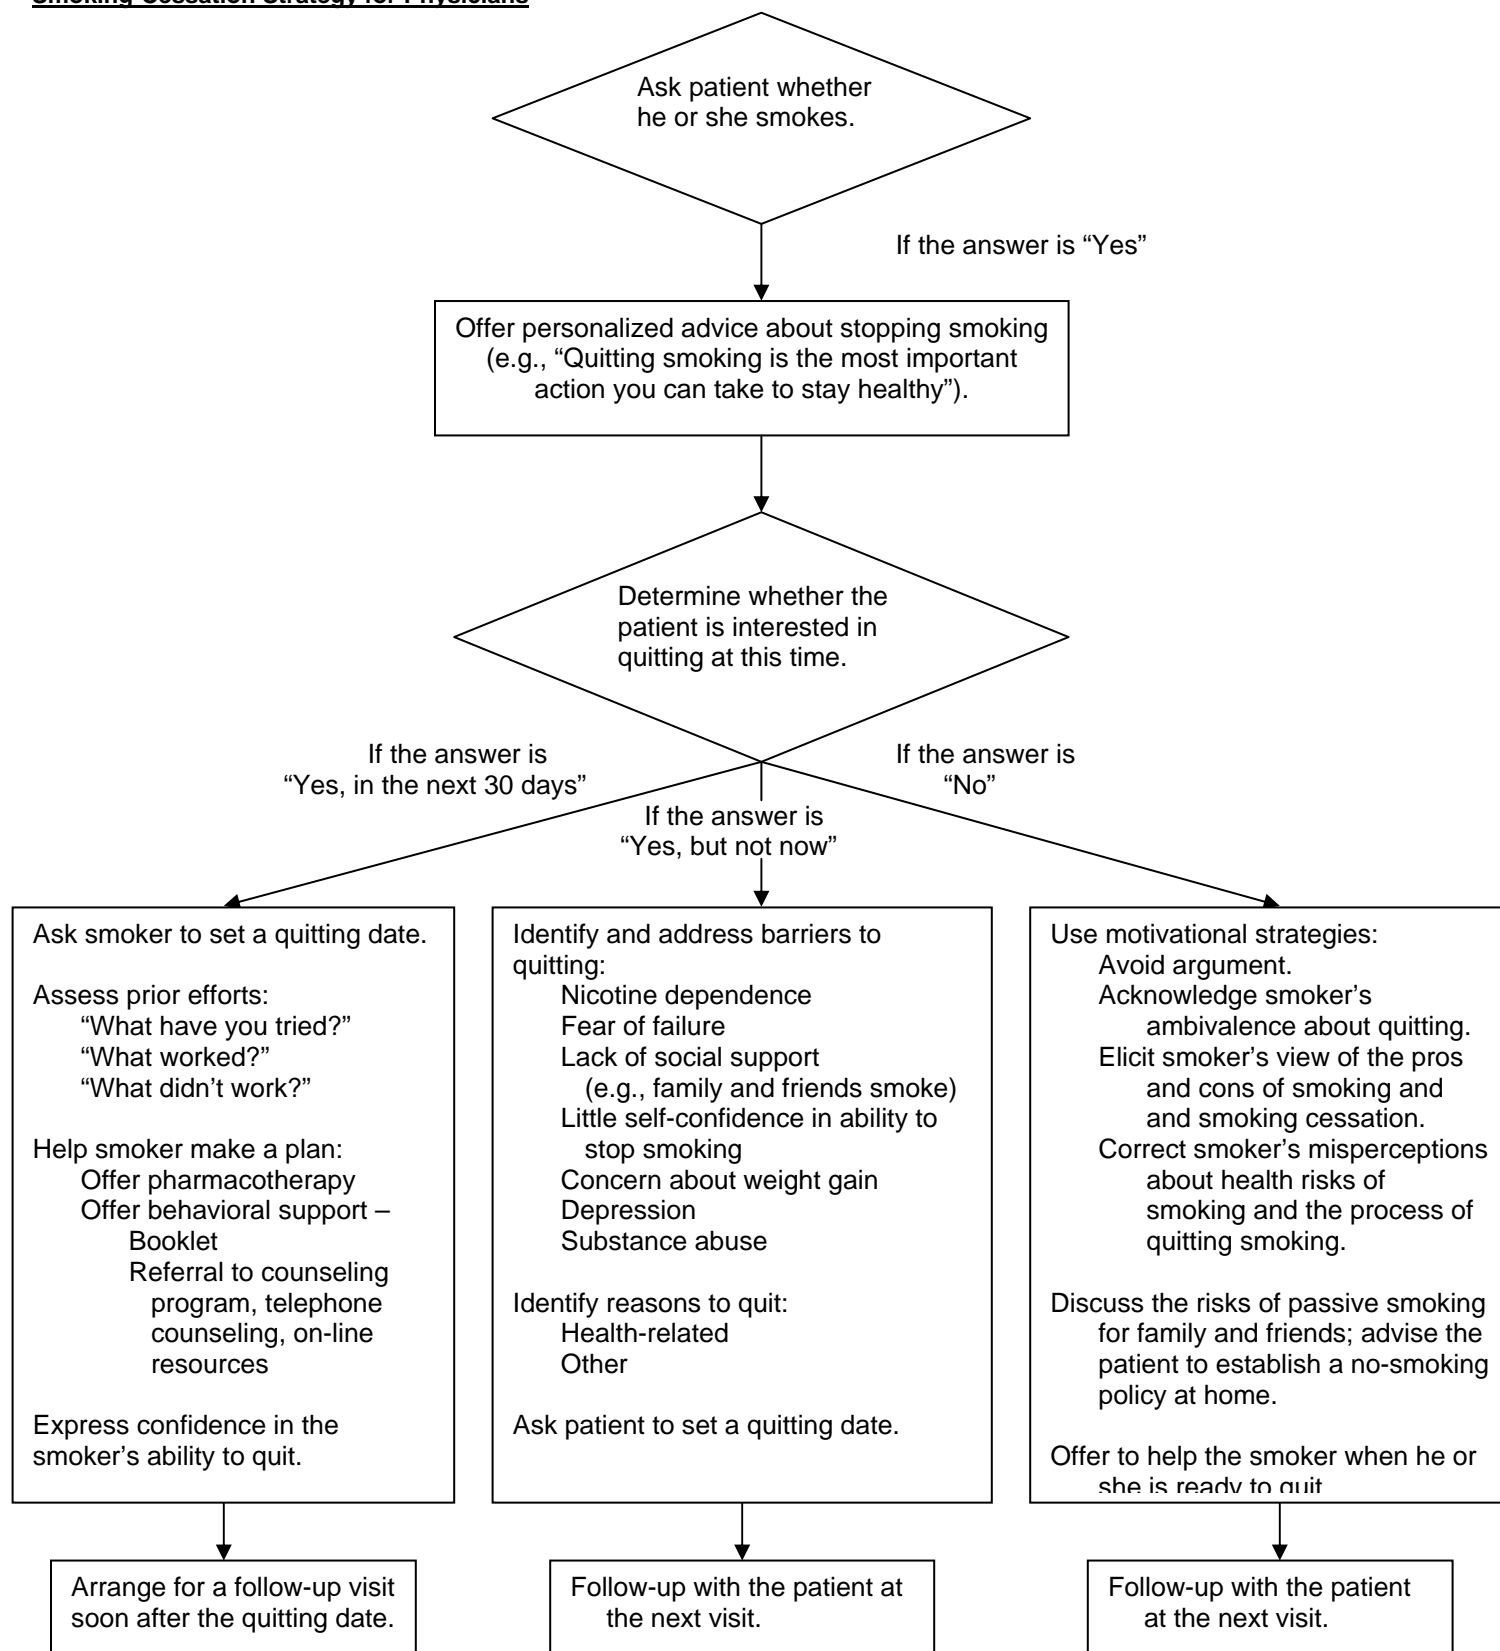 Smoking Cessation Strategy for Physicians
Ask patient whether
he or she smokes.
If the answer is “Yes”
Offer personalized advice about stopping smoking
(e.g., “Quitting smoking is the most important
action you can take to stay healthy”).
Determine whether the
patient is interested in
quitting at this time.
If the answer is
“Yes, in the next 30 days”
If the answer is
“Yes, but not now”
If the answer is
“No”
Ask smoker to set a quitting date.
Assess prior efforts:
“What have you tried?”
“What worked?”
“What didn’t work?”
Help smoker make a plan:
Offer pharmacotherapy
Offer behavioral support –
Booklet
Referral to counseling
program, telephone
counseling, on-line
resources
Express confidence in the
smoker’s ability to quit.
Identify and address barriers to
quitting:
Nicotine dependence
Fear of failure
Lack of social support
(e.g., family and friends smoke)
Little self-confidence in ability to
stop smoking
Concern about weight gain
Depression
Substance abuse
Identify reasons to quit:
Health-related
Other
Ask patient to set a quitting date.
Use motivational strategies:
Avoid argument.
Acknowledge smoker’s
ambivalence about quitting.
Elicit smoker’s view of the pros
and cons of smoking and
and smoking cessation.
Correct smoker’s misperceptions
about health risks of
smoking and the process of
quitting smoking.
Discuss the risks of passive smoking
for family and friends; advise the
patient to establish a no-smoking
policy at home.
Offer to help the smoker when he or
she is ready to quit
Arrange for a follow-up visit
soon after the quitting date.
Follow-up with the patient at
the next visit.
Follow-up with the patient
at the next visit.